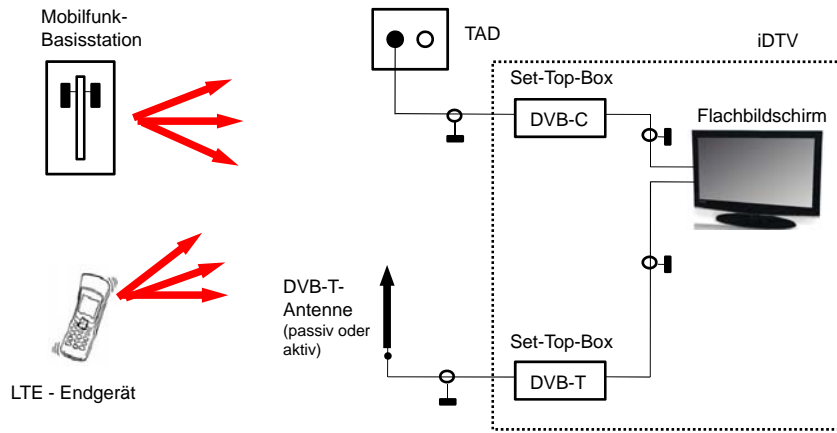 Mobilfunk-
Basisstation
TAD
iDTV
Set-Top-Box
DVB-C
Flachbildschirm
DVB-T-
Antenne
(passiv oder
aktiv)
Set-Top-Box
DVB-T
LTE - Endgerät